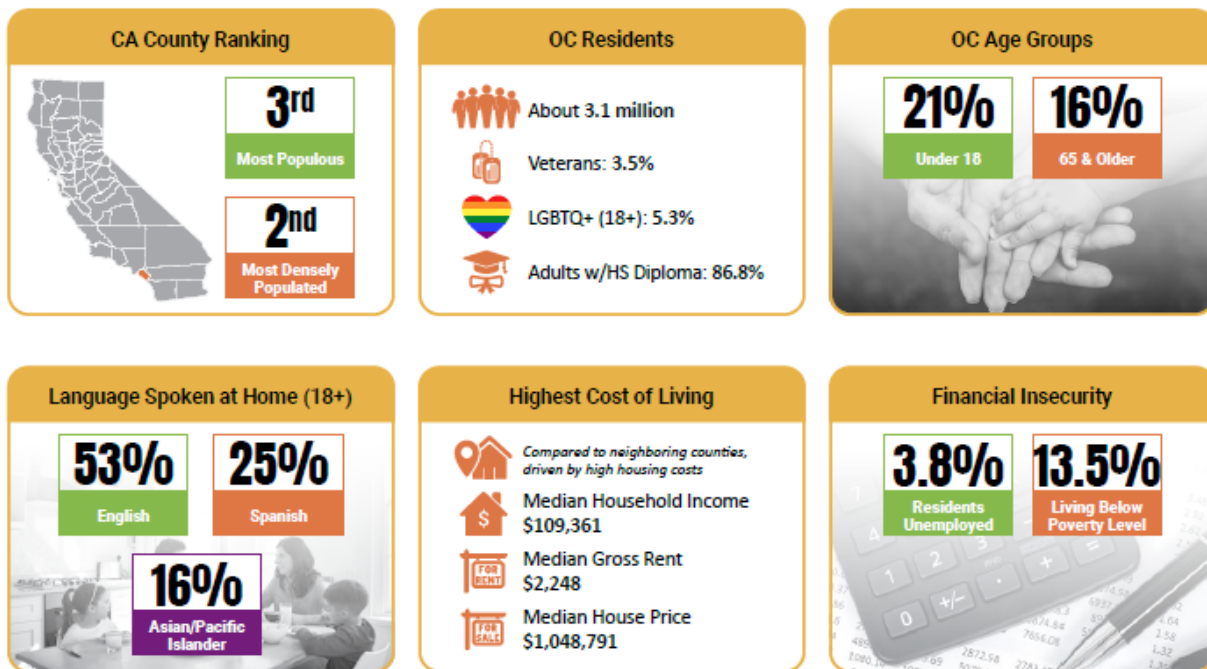 CA County Ranking
3rd
Most Populous
2nd
Most Densely
Populated
OC Residents
About 3.1 million
Veterans: 3.5%
LGBTQ+ (18+): 5.3%
Adults w/HS Diploma: 86.8%
OC Age Groups
21%
Under 18
16%
65 & Older
Language Spoken at Home (18+)
53%
English
25%
Spanish
16%
Asian/Pacific
Islander
Highest Cost of Living
Compared to neighboring counties,
driven by high housing costs
$
Median Household Income
$109,361
FOR
RENT
Median Gross Rent
$2,248
FOR
SALE
Median House Price
$1,048,791
Financial Insecurity
3.8%
Residents
Unemployed
13.5%
Living Below
Poverty Level